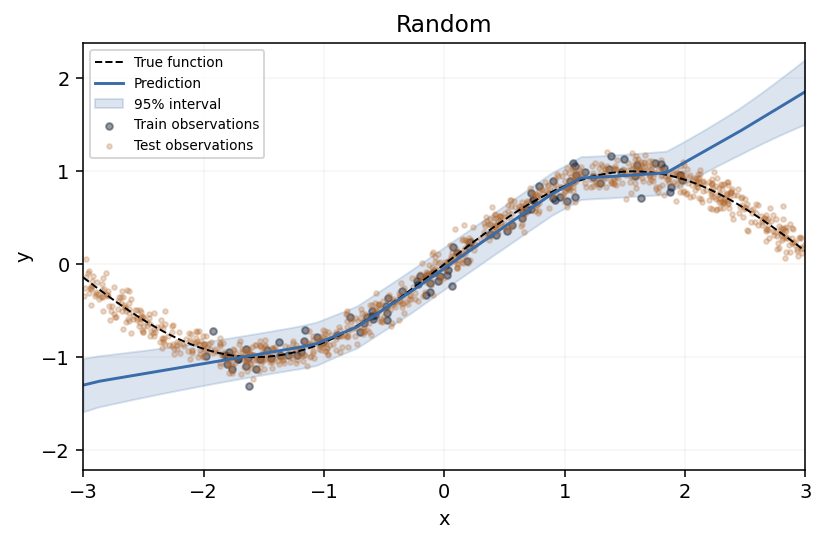 Random
True function
Prediction
95% interval
Train observations
Test observations
y
2
1
0
−1
−2
−3
−2
−1
0
1
2
3
x